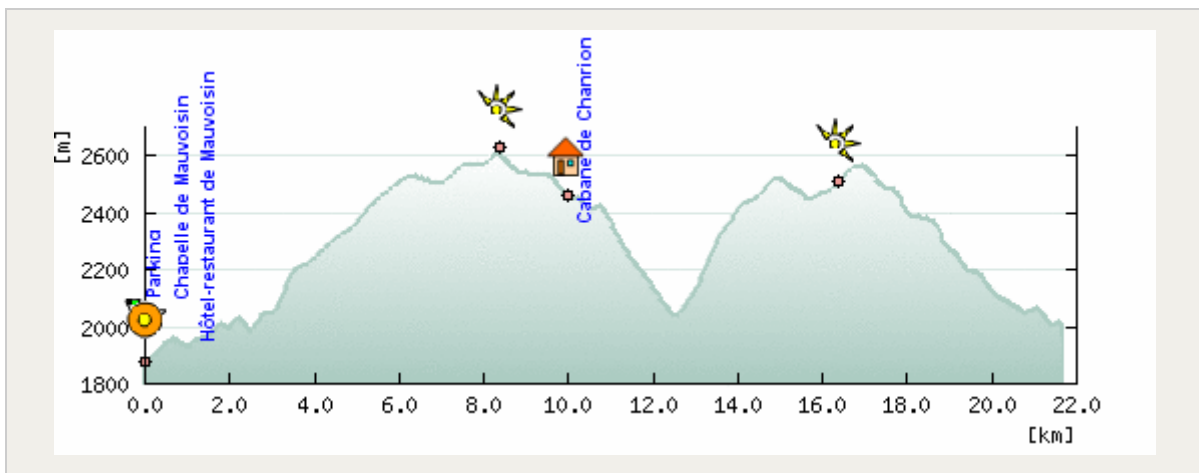 [m]
2600
2400
2200
2000
1800
Parking
Chapelle de Mauvoisin
Hôtel-restaurant de Mauvoisin
Cabane de Chanrion
0.0 2.0 4.0 6.0 8.0 10.0 12.0 14.0 16.0 18.0 20.0 22.0
[km]